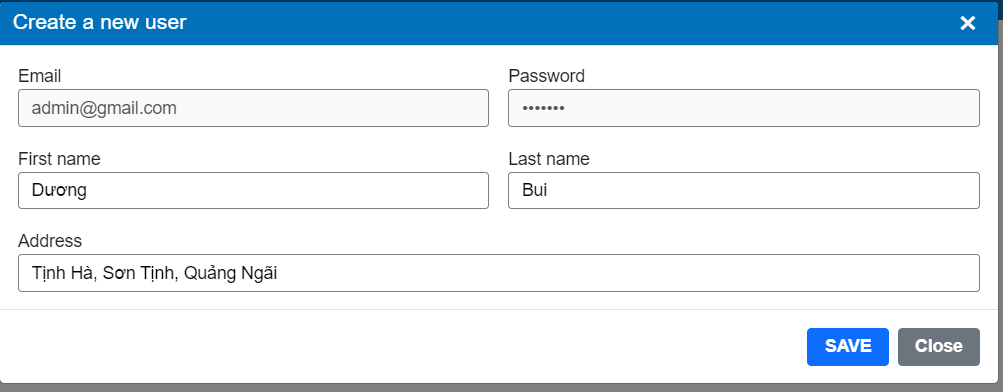 Create a new user
Email Password
admin@gmail.com •••••••
First name Last name
Dương Bui
Address
Tịnh Hà, Sơn Tịnh, Quảng Ngãi
SAVE Close